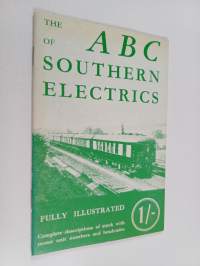 THE
OF
ABC
SOUTHERN
ELECTRICS
FULLY ILLUSTRATED
1/-
Complete descriptions of stock with
motor unit numbers and headcodes